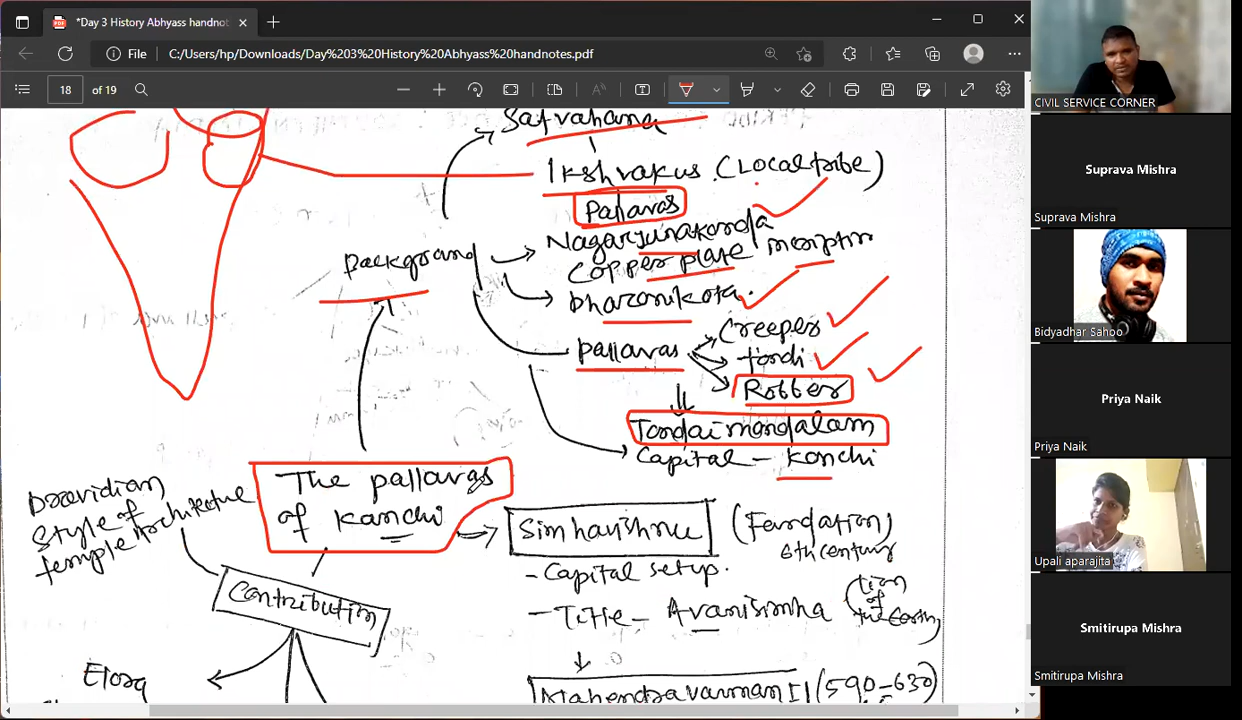 *Day 3 History Abhyass handnote
File C:/Users/hp/Downloads/Day%203%20History%20Abhyass%20handnotes.pdf
18 of 19
Satvahana
Ikshvakus (Local tribe)
Pallavas
Nagarjunakonda
Copper plate
Background
Dharanikota.
Pallavas
Creeper
tondi
Robber
Tondaimandalam
Capital - Kanchi
The pallavas
of Kanchi
Dravidian
Style of
temple architecture
Simhavishnu (Foundation)
6th century
- Capital setup.
- Title - Avanisimha (Lion
of
the Earth)
Contribution
Elora
Mahendravarman I (590-630)
CIVIL SERVICE CORNER
Suprava Mishra
Suprava Mishra
Bidyadhar Sahoo
Priya Naik
Priya Naik
Upali aparajita
Smitirupa Mishra
Smitirupa Mishra